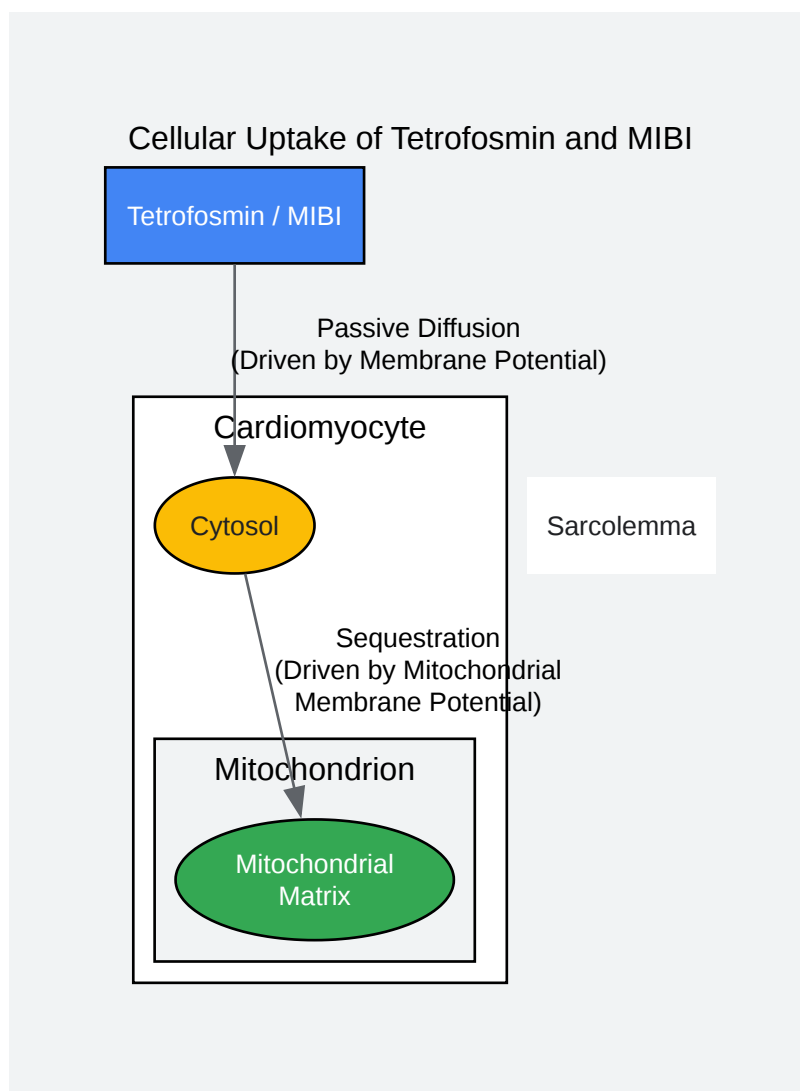 Cellular Uptake of Tetrofosmin and MIBI
Tetrofosmin / MIBI
Passive Diffusion
(Driven by Membrane Potential)
Cardiomyocyte
Cytosol
Sarcolemma
Sequestration
(Driven by Mitochondrial
Membrane Potential)
Mitochondrion
Mitochondrial
Matrix